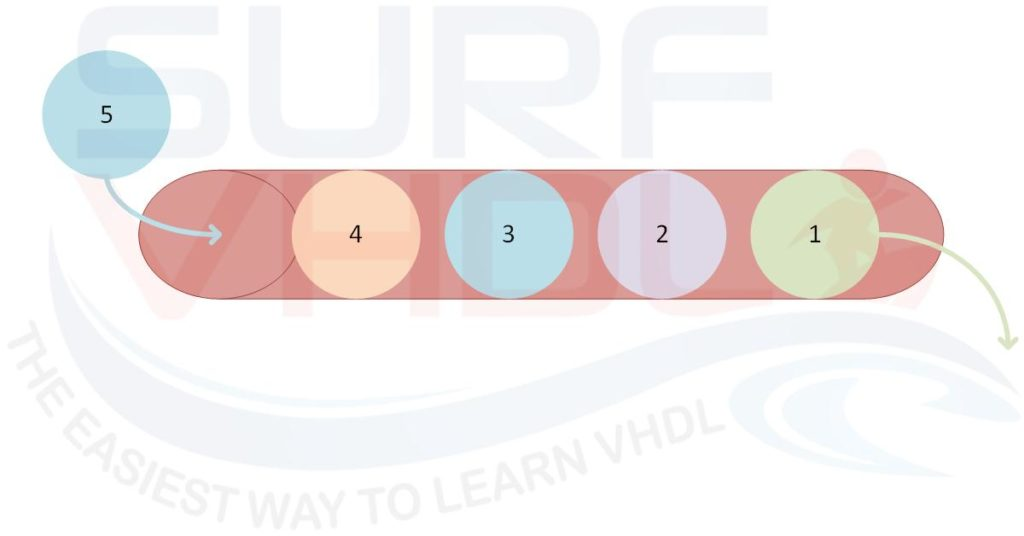 SURF
5
4 3 2 1
VHDL
THE EASIEST WAY TO LEARN VHDL